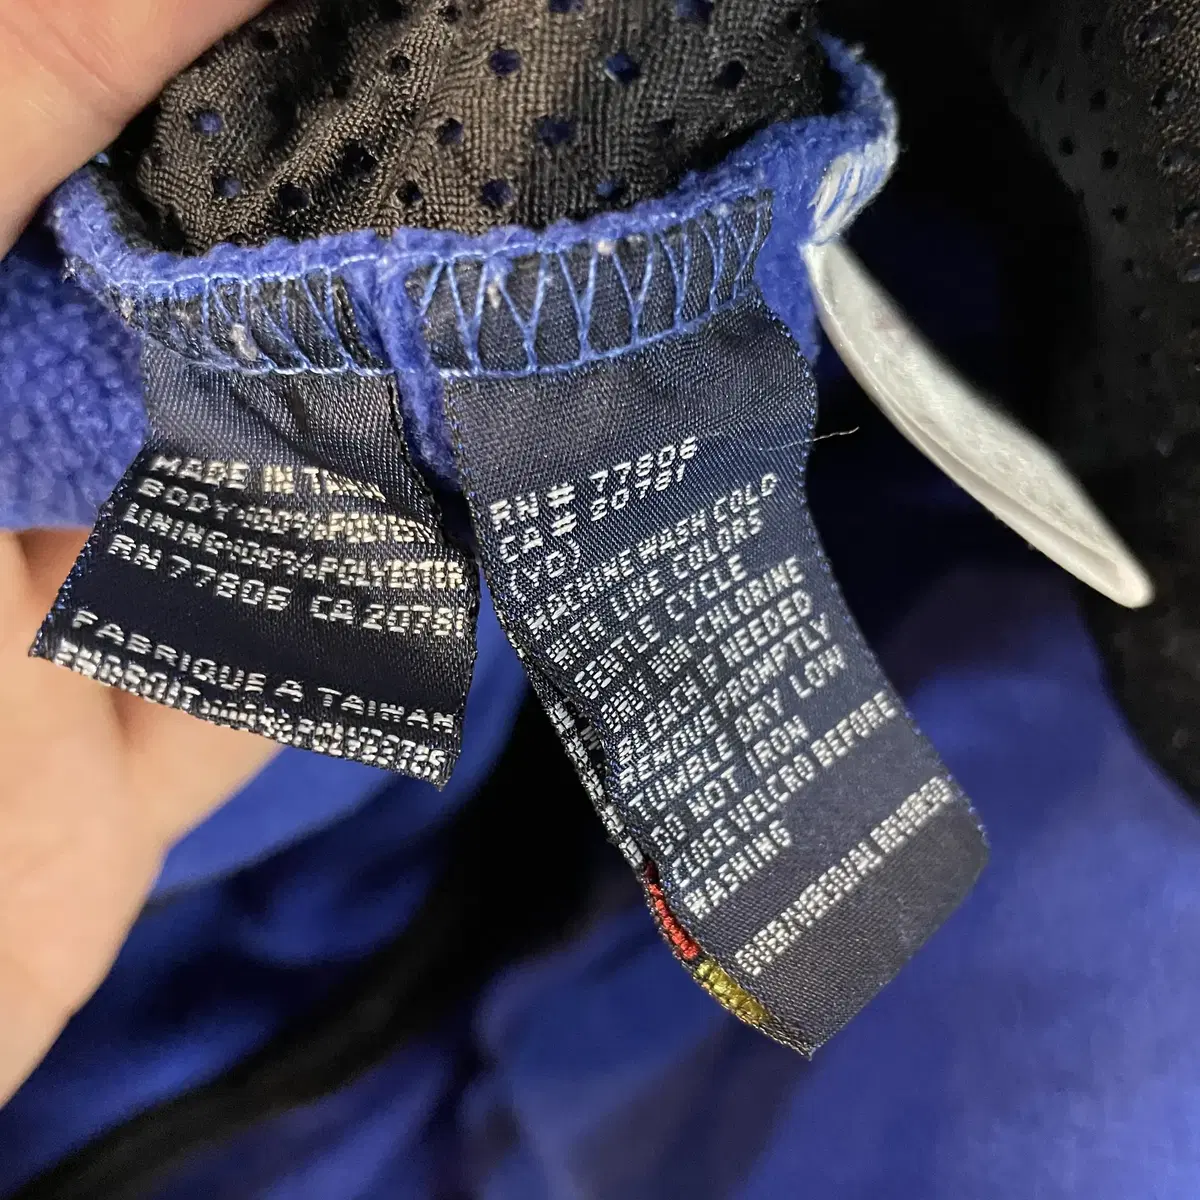 MADE IN
BODY:100% POLYESTER
LINING:100% POLYESTER
RN 77806 CA 20781
FABRIQUE A TAIWAN
RN # 77806
CA # 20781
(YD)
MACHINE WASH COLD
WITH LIKE COLORS
GENTLE CYCLE
ONLY NON-CHLORINE
BLEACH IF NEEDED
REMOVE PROMPTLY
TUMBLE DRY LOW
DO NOT IRON
CLOSE VELCRO BEFORE
WASHING